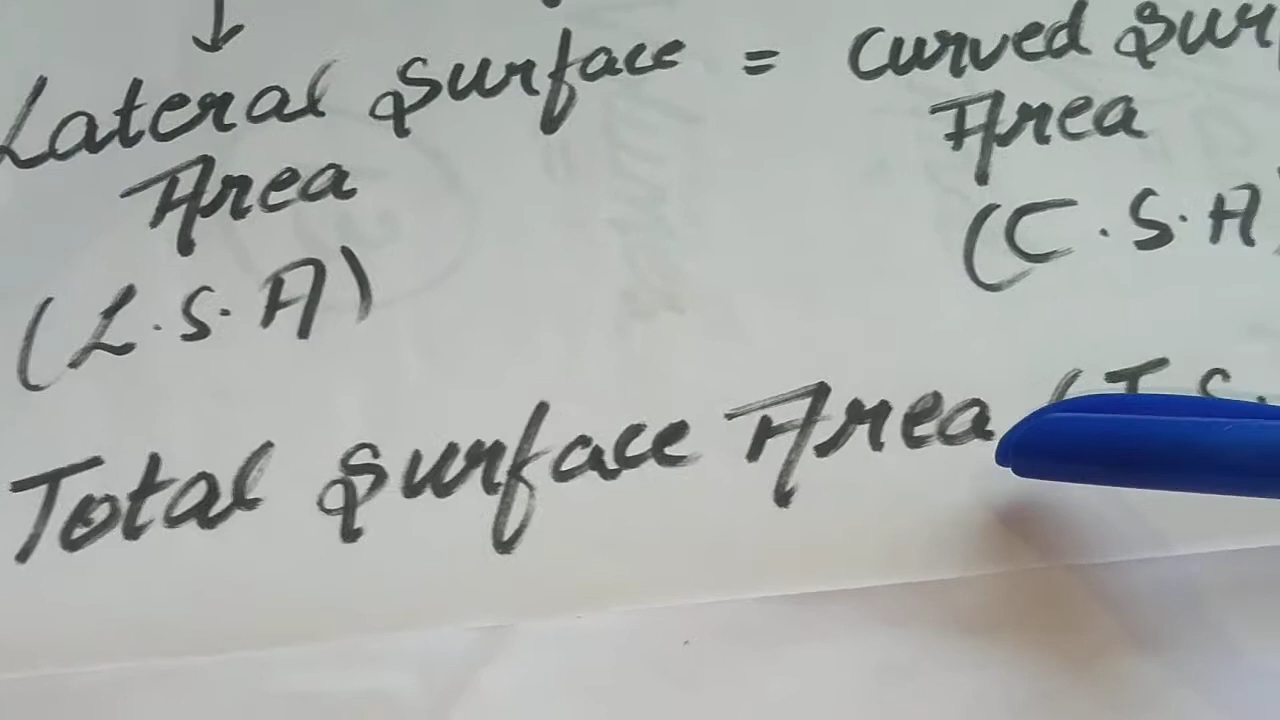 Lateral Surface = Curved Sur
Area Area
(L.S.A) (C.S.A)
Total Surface Area (T.S.